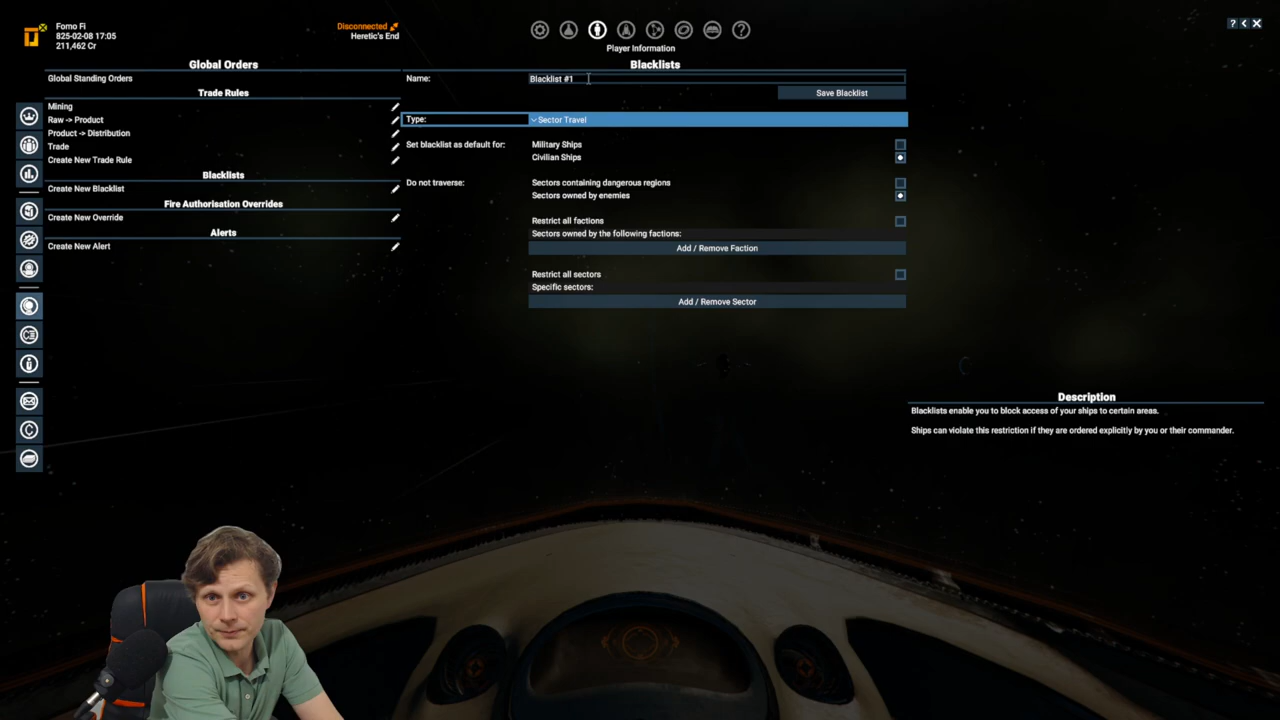 Fomo Fi
825-02-08 17:05
211,462 Cr
Disconnected
Heretic's End
Player Information
Global Orders
Global Standing Orders
Trade Rules
Mining
Raw -> Product
Product -> Distribution
Trade
Create New Trade Rule
Blacklists
Create New Blacklist
Fire Authorisation Overrides
Create New Override
Alerts
Create New Alert
Blacklists
Name: Blacklist #1
Save Blacklist
Type: Sector Travel
Set blacklist as default for: Military Ships
Civilian Ships
Do not traverse: Sectors containing dangerous regions
Sectors owned by enemies
Restrict all factions
Sectors owned by the following factions:
Add / Remove Faction
Restrict all sectors
Specific sectors:
Add / Remove Sector
Description
Blacklists enable you to block access of your ships to certain areas.
Ships can violate this restriction if they are ordered explicitly by you or their commander.